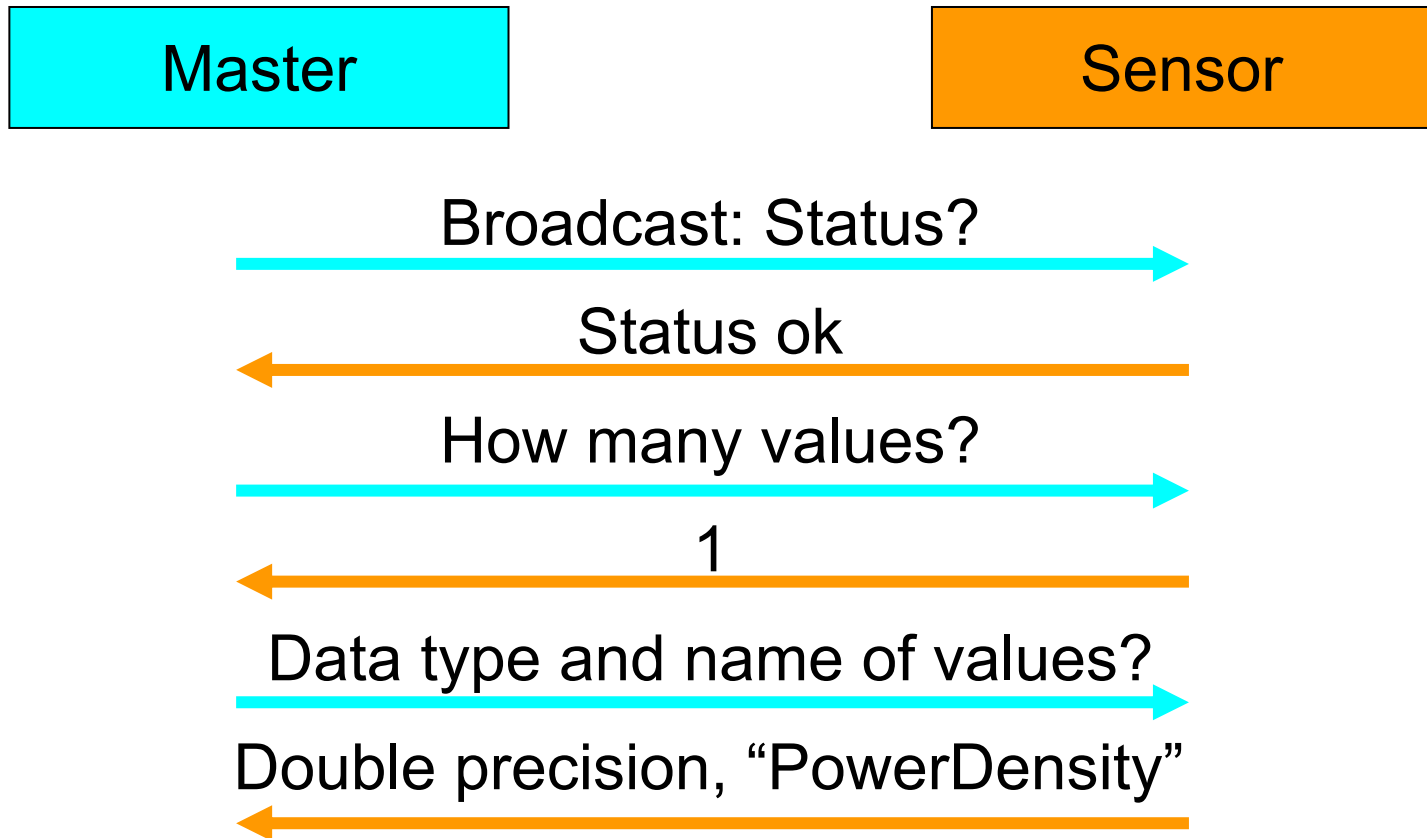 Master
Sensor
Broadcast: Status?
Status ok
How many values?
1
Data type and name of values?
Double precision, “PowerDensity”